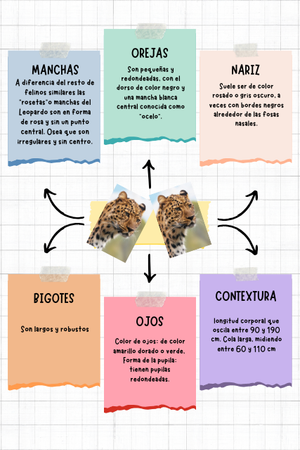 MANCHAS
A diferencia del resto de
felinos similares las
"rosetas"o manchas del
Leopardo son en forma
de rosa y sin un punto
central. Osea que son
irregulares y sin centro.
OREJAS
Son pequeñas y
redondeadas, con el
dorso de color negro y
una mancha blanca
central conocida como
"ocelo".
NARIZ
Suele ser de color
rosado o gris oscuro, a
veces con bordes negros
alrededor de las fosas
nasales.
BIGOTES
Son largos y robustos
OJOS
Color de ojos: de color
amarillo dorado o verde.
Forma de la pupila:
tienen pupilas
redondeadas.
CONTEXTURA
longitud corporal que
oscila entre 90 y 190
cm. Cola larga, midiendo
entre 60 y 110 cm